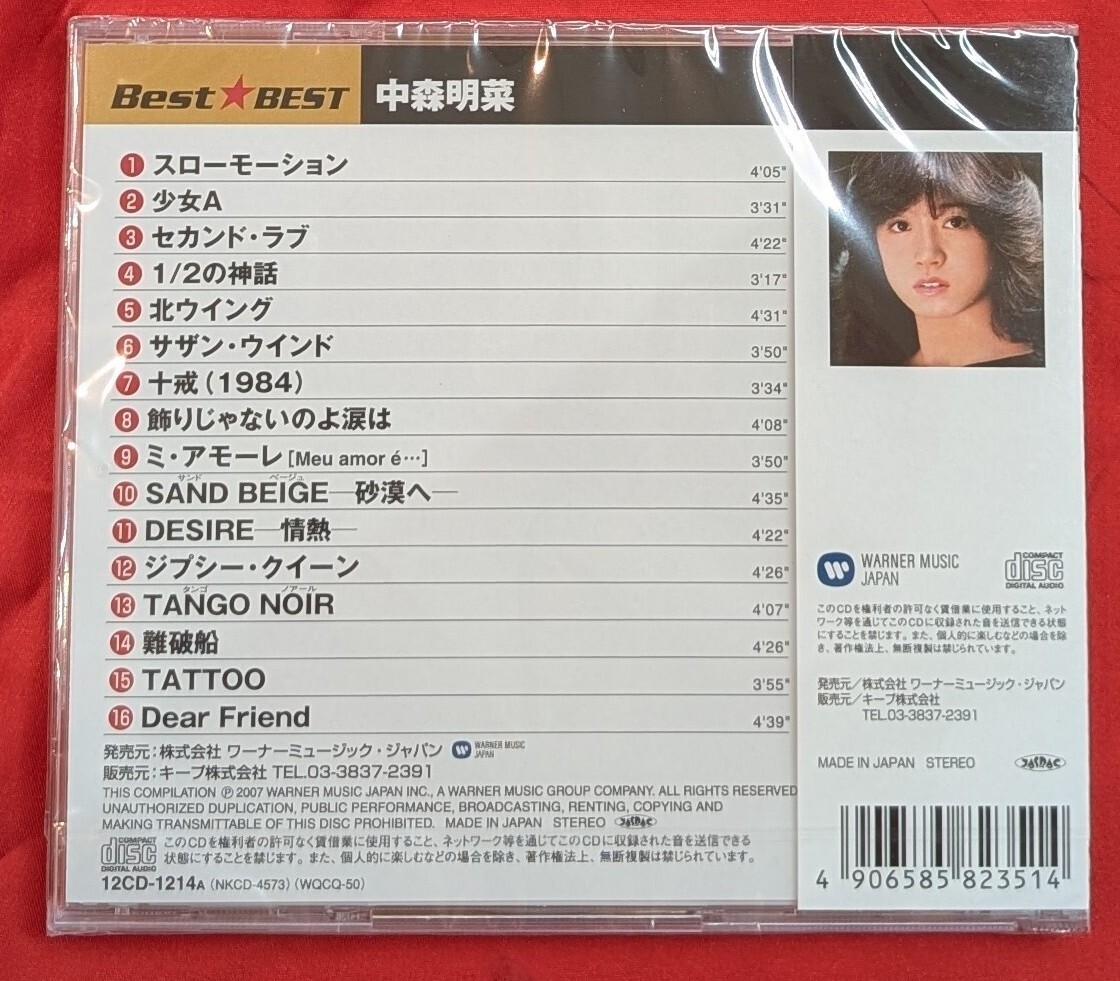 Best★BEST 中森明菜
1 スローモーション 4'05"
2 少女A 3'31"
3 セカンド・ラブ 4'22"
4 1/2の神話 3'17"
5 北ウイング 4'31"
6 サザン・ウインド 3'50"
7 十戒(1984) 3'34"
8 飾りじゃないのよ涙は 4'08"
9 ミ・アモーレ[Meu amor é…] 3'50"
サンド ベージュ
10 SAND BEIGE—砂漠へ— 4'35"
11 DESIRE—情熱— 4'22"
12 ジプシー・クイーン 4'26"
タンゴ ノアール
13 TANGO NOIR 4'07"
14 難破船 4'26"
15 TATTOO 3'55"
16 Dear Friend 4'39"
発売元:株式会社 ワーナーミュージック・ジャパン WARNER MUSIC JAPAN
販売元:キープ株式会社 TEL.03-3837-2391
THIS COMPILATION Ⓟ 2007 WARNER MUSIC JAPAN INC., A WARNER MUSIC GROUP COMPANY. ALL RIGHTS RESERVED
UNAUTHORIZED DUPLICATION, PUBLIC PERFORMANCE, BROADCASTING, RENTING, COPYING AND
MAKING TRANSMITTABLE OF THIS DISC PROHIBITED. MADE IN JAPAN STEREO JASRAC
COMPACT disc DIGITAL AUDIO
このCDを権利者の許可なく賃借業に使用すること、ネットワーク等を通じてこのCDに収録された音を送信できる
状態にすることを禁じます。また、個人的に楽しむなどの場合を除き、著作権法上、無断複製は禁じられています。
12CD-1214A (NKCD-4573) (WQCQ-50)
WARNER MUSIC
JAPAN
COMPACT
disc
DIGITAL AUDIO
このCDを権利者の許可なく賃借業に使用すること、ネット
ワーク等を通じてこのCDに収録された音を送信できる状態
にすることを禁じます。また、個人的に楽しむなどの場合を除
き、著作権法上、無断複製は禁じられています。
発売元/株式会社 ワーナーミュージック・ジャパン
販売元/キープ株式会社
TEL.03-3837-2391
MADE IN JAPAN STEREO JASRAC
4 906585 823514